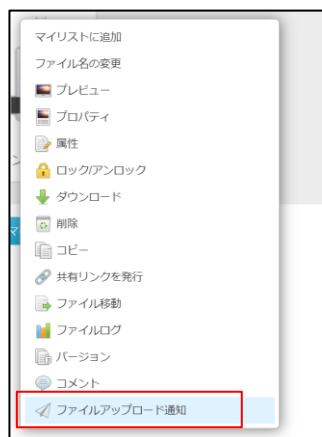 マイリストに追加
ファイル名の変更
プレビュー
プロパティ
属性
ロック/アンロック
ダウンロード
削除
コピー
共有リンクを発行
ファイル移動
ファイルログ
バージョン
コメント
ファイルアップロード通知